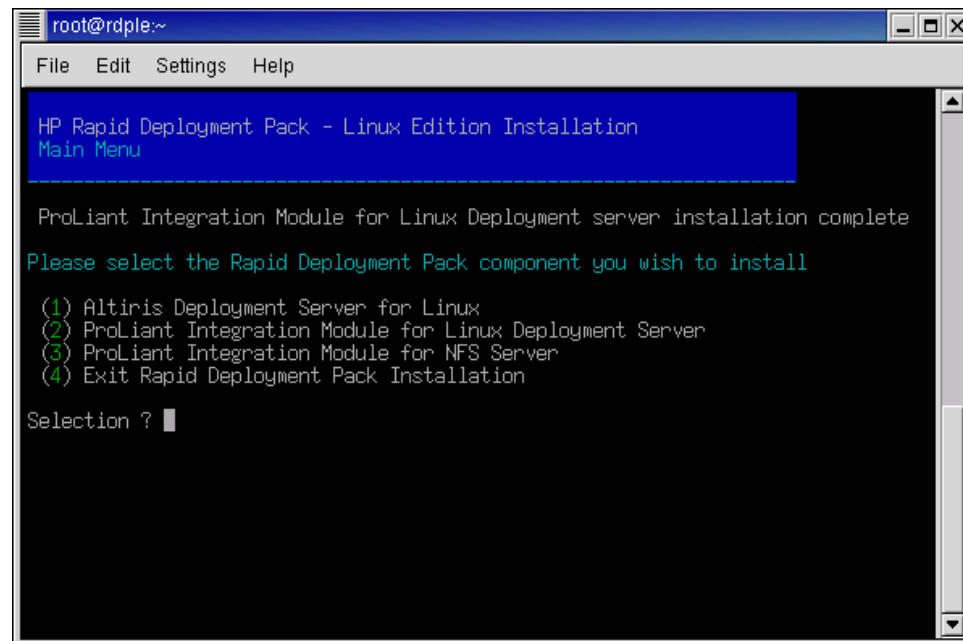 root@rdple:~
File Edit Settings Help
HP Rapid Deployment Pack - Linux Edition Installation
Main Menu
ProLiant Integration Module for Linux Deployment server installation complete
Please select the Rapid Deployment Pack component you wish to install
(1) Altiris Deployment Server for Linux
(2) ProLiant Integration Module for Linux Deployment Server
(3) ProLiant Integration Module for NFS Server
(4) Exit Rapid Deployment Pack Installation
Selection ?